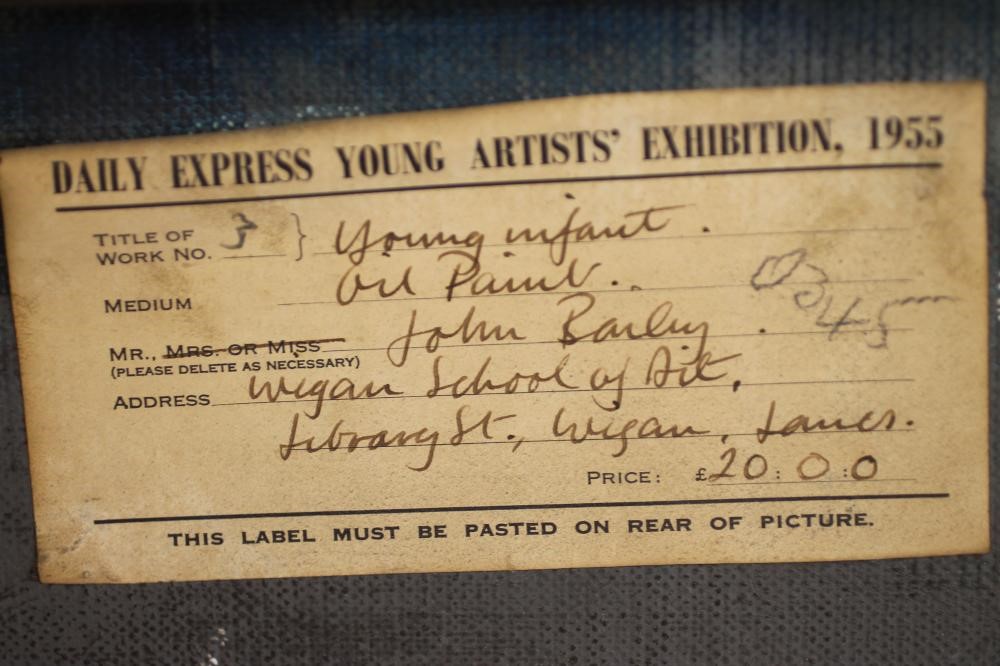 DAILY EXPRESS YOUNG ARTISTS' EXHIBITION, 1955
TITLE OF WORK NO. 3 } Young infant.
MEDIUM Oil Paint..
MR., MRS. OR MISS John
(PLEASE DELETE AS NECESSARY)
ADDRESS Wigan School of Art,
Library St., Wigan, Lancs.
PRICE: £20:0:0
THIS LABEL MUST BE PASTED ON REAR OF PICTURE.